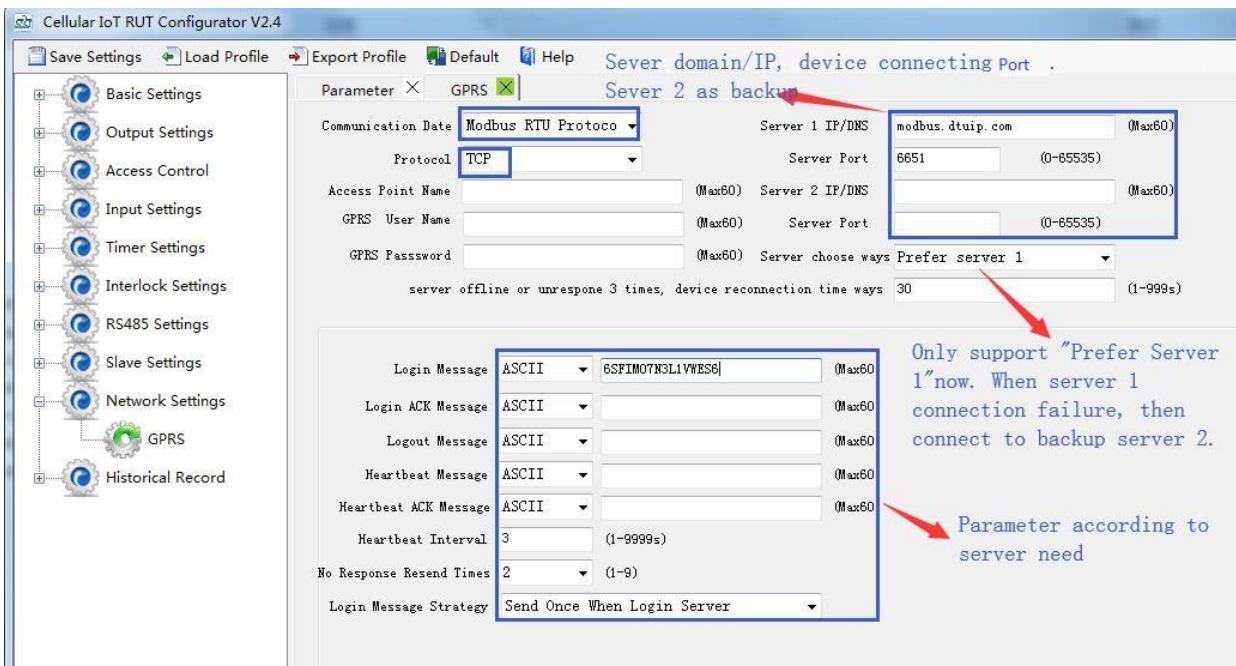 Cellular IoT RUT Configurator V2.4
Save Settings Load Profile Export Profile Default Help
Sever domain/IP, device connecting Port .
Sever 2 as backup
Basic Settings
Output Settings
Access Control
Input Settings
Timer Settings
Interlock Settings
RS485 Settings
Slave Settings
Network Settings
GPRS
Historical Record
Parameter GPRS
Communication Date Modbus RTU Protoco Server 1 IP/DNS modbus.dtuip.com (Max60)
Protocol TCP Server Port 6651 (0-65535)
Access Point Name (Max60) Server 2 IP/DNS (Max60)
GPRS User Name (Max60) Server Port (0-65535)
GPRS Passsword (Max60) Server choose ways Prefer server 1
server offline or unrespone 3 times, device reconnection time ways 30 (1-999s)
Only support "Prefer Server
1"now. When server 1
connection failure, then
connect to backup server 2.
Login Message ASCII 6SFIMO7N3L1VWES6 (Max60
Login ACK Message ASCII (Max60
Logout Message ASCII (Max60
Heartbeat Message ASCII (Max60
Heartbeat ACK Message ASCII (Max60
Heartbeat Interval 3 (1-9999s)
No Response Resend Times 2 (1-9)
Login Message Strategy Send Once When Login Server
Parameter according to
server need